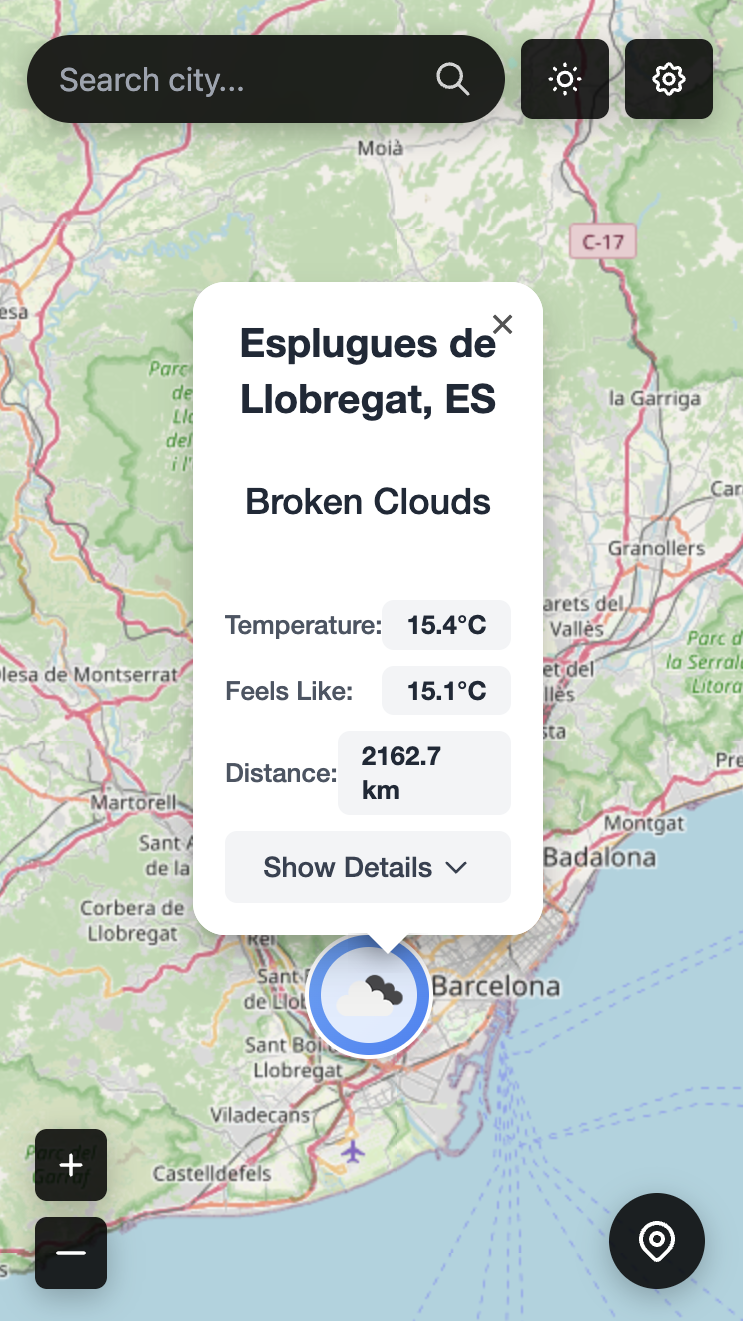 Search city...
Moià
C-17
esa
Esplugues de
Llobregat, ES
Parc
de
Ll
del
i l'
la Garriga
Broken Clouds
Car
Granollers
Temperature: 15.4°C
arets del
Vallès
Parc d
la Serral
Litora
lesa de Montserrat
Feels Like: 15.1°C
et del
llès
sta
Distance: 2162.7
km
Pre
Martorell
Montgat
Sant A
de la
Badalona
Show Details
Corbera de
Llobregat
Rei
Sant F
de Llob
Barcelona
Sant Boi
Llobregat
Viladecans
Parc del
Garraf
+
Castelldefels
−
s